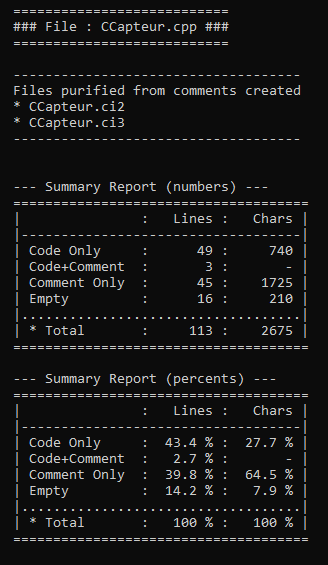 ===========================
### File : CCapteur.cpp ###
===========================
------------------------------------
Files purified from comments created
* CCapteur.ci2
* CCapteur.ci3
------------------------------------
--- Summary Report (numbers) ---
=====================================
|               :   Lines :   Chars |
|-----------------------------------|
| Code Only     :      49 :     740 |
| Code+Comment  :       3 :       - |
| Comment Only  :      45 :    1725 |
| Empty         :      16 :     210 |
|...................................|
| * Total       :     113 :    2675 |
=====================================
--- Summary Report (percents) ---
=====================================
|               :   Lines :   Chars |
|-----------------------------------|
| Code Only     :  43.4 % :  27.7 % |
| Code+Comment  :   2.7 % :       - |
| Comment Only  :  39.8 % :  64.5 % |
| Empty         :  14.2 % :   7.9 % |
|...................................|
| * Total       :   100 % :   100 % |
=====================================